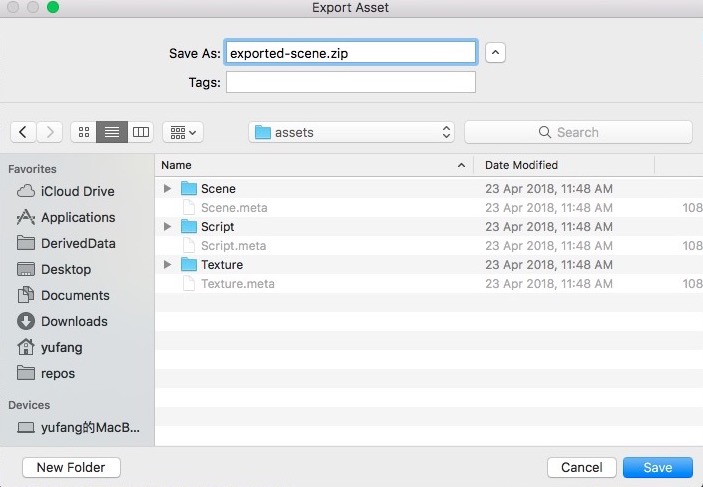 Export Asset
Save As: exported-scene.zip
Tags:
assets
Search
Favorites
iCloud Drive
Applications
DerivedData
Desktop
Documents
Downloads
yufang
repos
Devices
yufang的MacB...
Name Date Modified
Scene 23 Apr 2018, 11:48 AM
Scene.meta 23 Apr 2018, 11:48 AM 108
Script 23 Apr 2018, 11:48 AM
Script.meta 23 Apr 2018, 11:48 AM 108
Texture 23 Apr 2018, 11:48 AM
Texture.meta 23 Apr 2018, 11:48 AM 108
New Folder Cancel Save